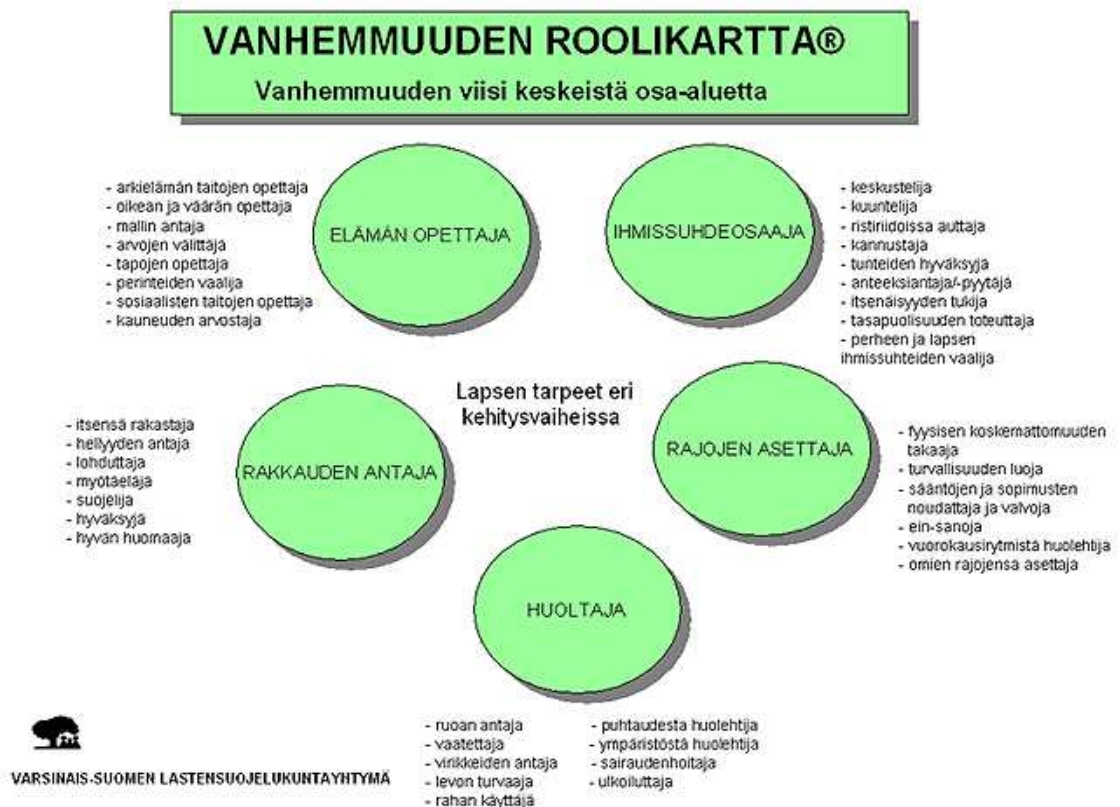 VANHEMMUUDEN ROOLIKARTTA®
Vanhemmuuden viisi keskeistä osa-aluetta
ELÄMÄN OPETTAJA
- arkielämän taitojen opettaja
- oikean ja väärän opettaja
- mallin antaja
- arvojen välittäjä
- tapojen opettaja
- perinteiden vaalija
- sosiaalisten taitojen opettaja
- kauneuden arvostaja
IHMISSUHDEOSAAJA
- keskustelija
- kuuntelija
- ristiriidoissa auttaja
- kannustaja
- tunteiden hyväksyjä
- anteeksiantaja/-pyytäjä
- itsenäisyyden tukija
- tasapuolisuuden toteuttaja
- perheen ja lapsen
ihmissuhteiden vaalija
Lapsen tarpeet eri
kehitysvaiheissa
RAKKAUDEN ANTAJA
- itsensä rakastaja
- hellyyden antaja
- lohduttaja
- myötäeläjä
- suojelija
- hyväksyjä
- hyvän huomaaja
RAJOJEN ASETTAJA
- fyysisen koskemattomuuden
takaaja
- turvallisuuden luoja
- sääntöjen ja sopimusten
noudattaja ja valvoja
- ein-sanoja
- vuorokausirytmistä huolehtija
- omien rajojensa asettaja
HUOLTAJA
- ruoan antaja
- vaatettaja
- virikkeiden antaja
- levon turvaaja
- rahan käyttäjä
- puhtaudesta huolehtija
- ympäristöstä huolehtija
- sairaudenhoitaja
- ulkoiluttaja
VARSINAIS-SUOMEN LASTENSUOJELUKUNTAYHTYMÄ